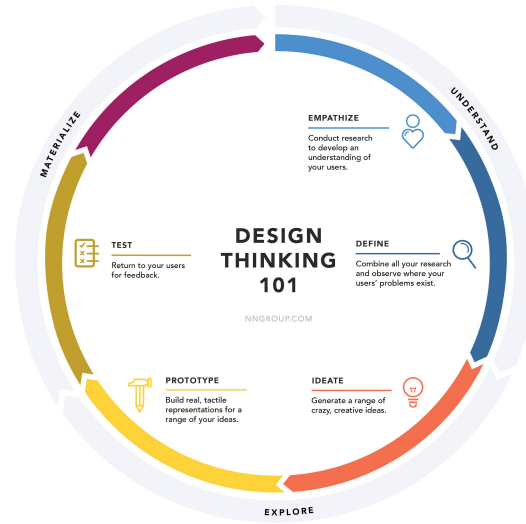 UNDERSTAND
EMPATHIZE
Conduct research
to develop an
understanding of
your users.
DEFINE
Combine all your research
and observe where your
users' problems exist.
EXPLORE
IDEATE
Generate a range of
crazy, creative ideas.
PROTOTYPE
Build real, tactile
representations for a
range of your ideas.
MATERIALIZE
TEST
Return to your users
for feedback.
DESIGN
THINKING
101
NNGROUP.COM